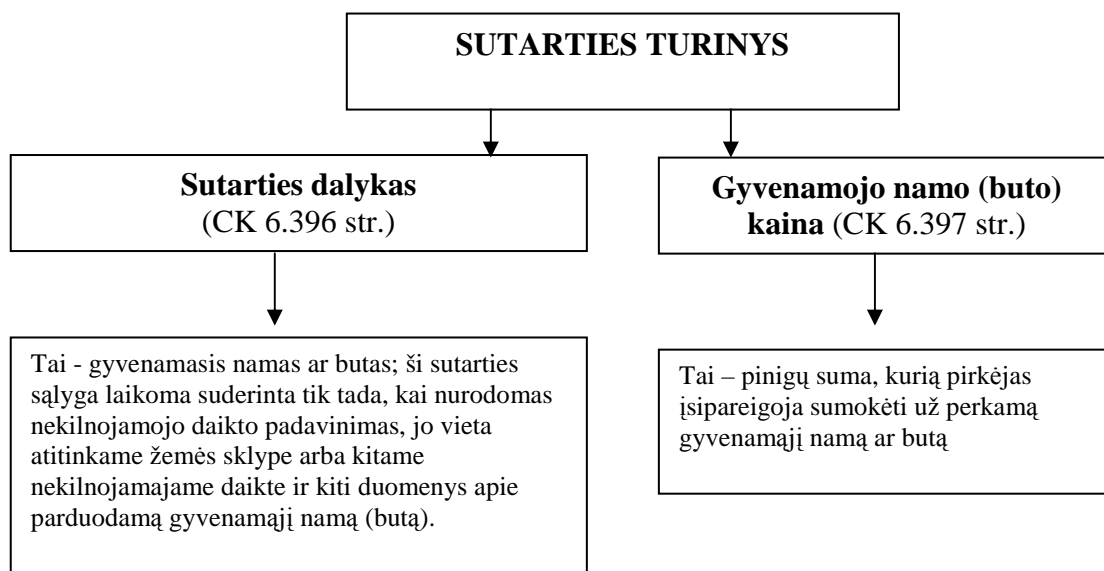 SUTARTIES TURINYS
Sutarties dalykas
(CK 6.396 str.)
Gyvenamojo namo (buto)
kaina (CK 6.397 str.)
Tai - gyvenamasis namas ar butas; ši sutarties
sąlyga laikoma suderinta tik tada, kai nurodomas
nekilnojamojo daikto padavinimas, jo vieta
atitinkame žemės sklype arba kitame
nekilnojamajame daikte ir kiti duomenys apie
parduodamą gyvenamąjį namą (butą).
Tai – pinigų suma, kurią pirkėjas
įsipareigoja sumokėti už perkamą
gyvenamąjį namą ar butą